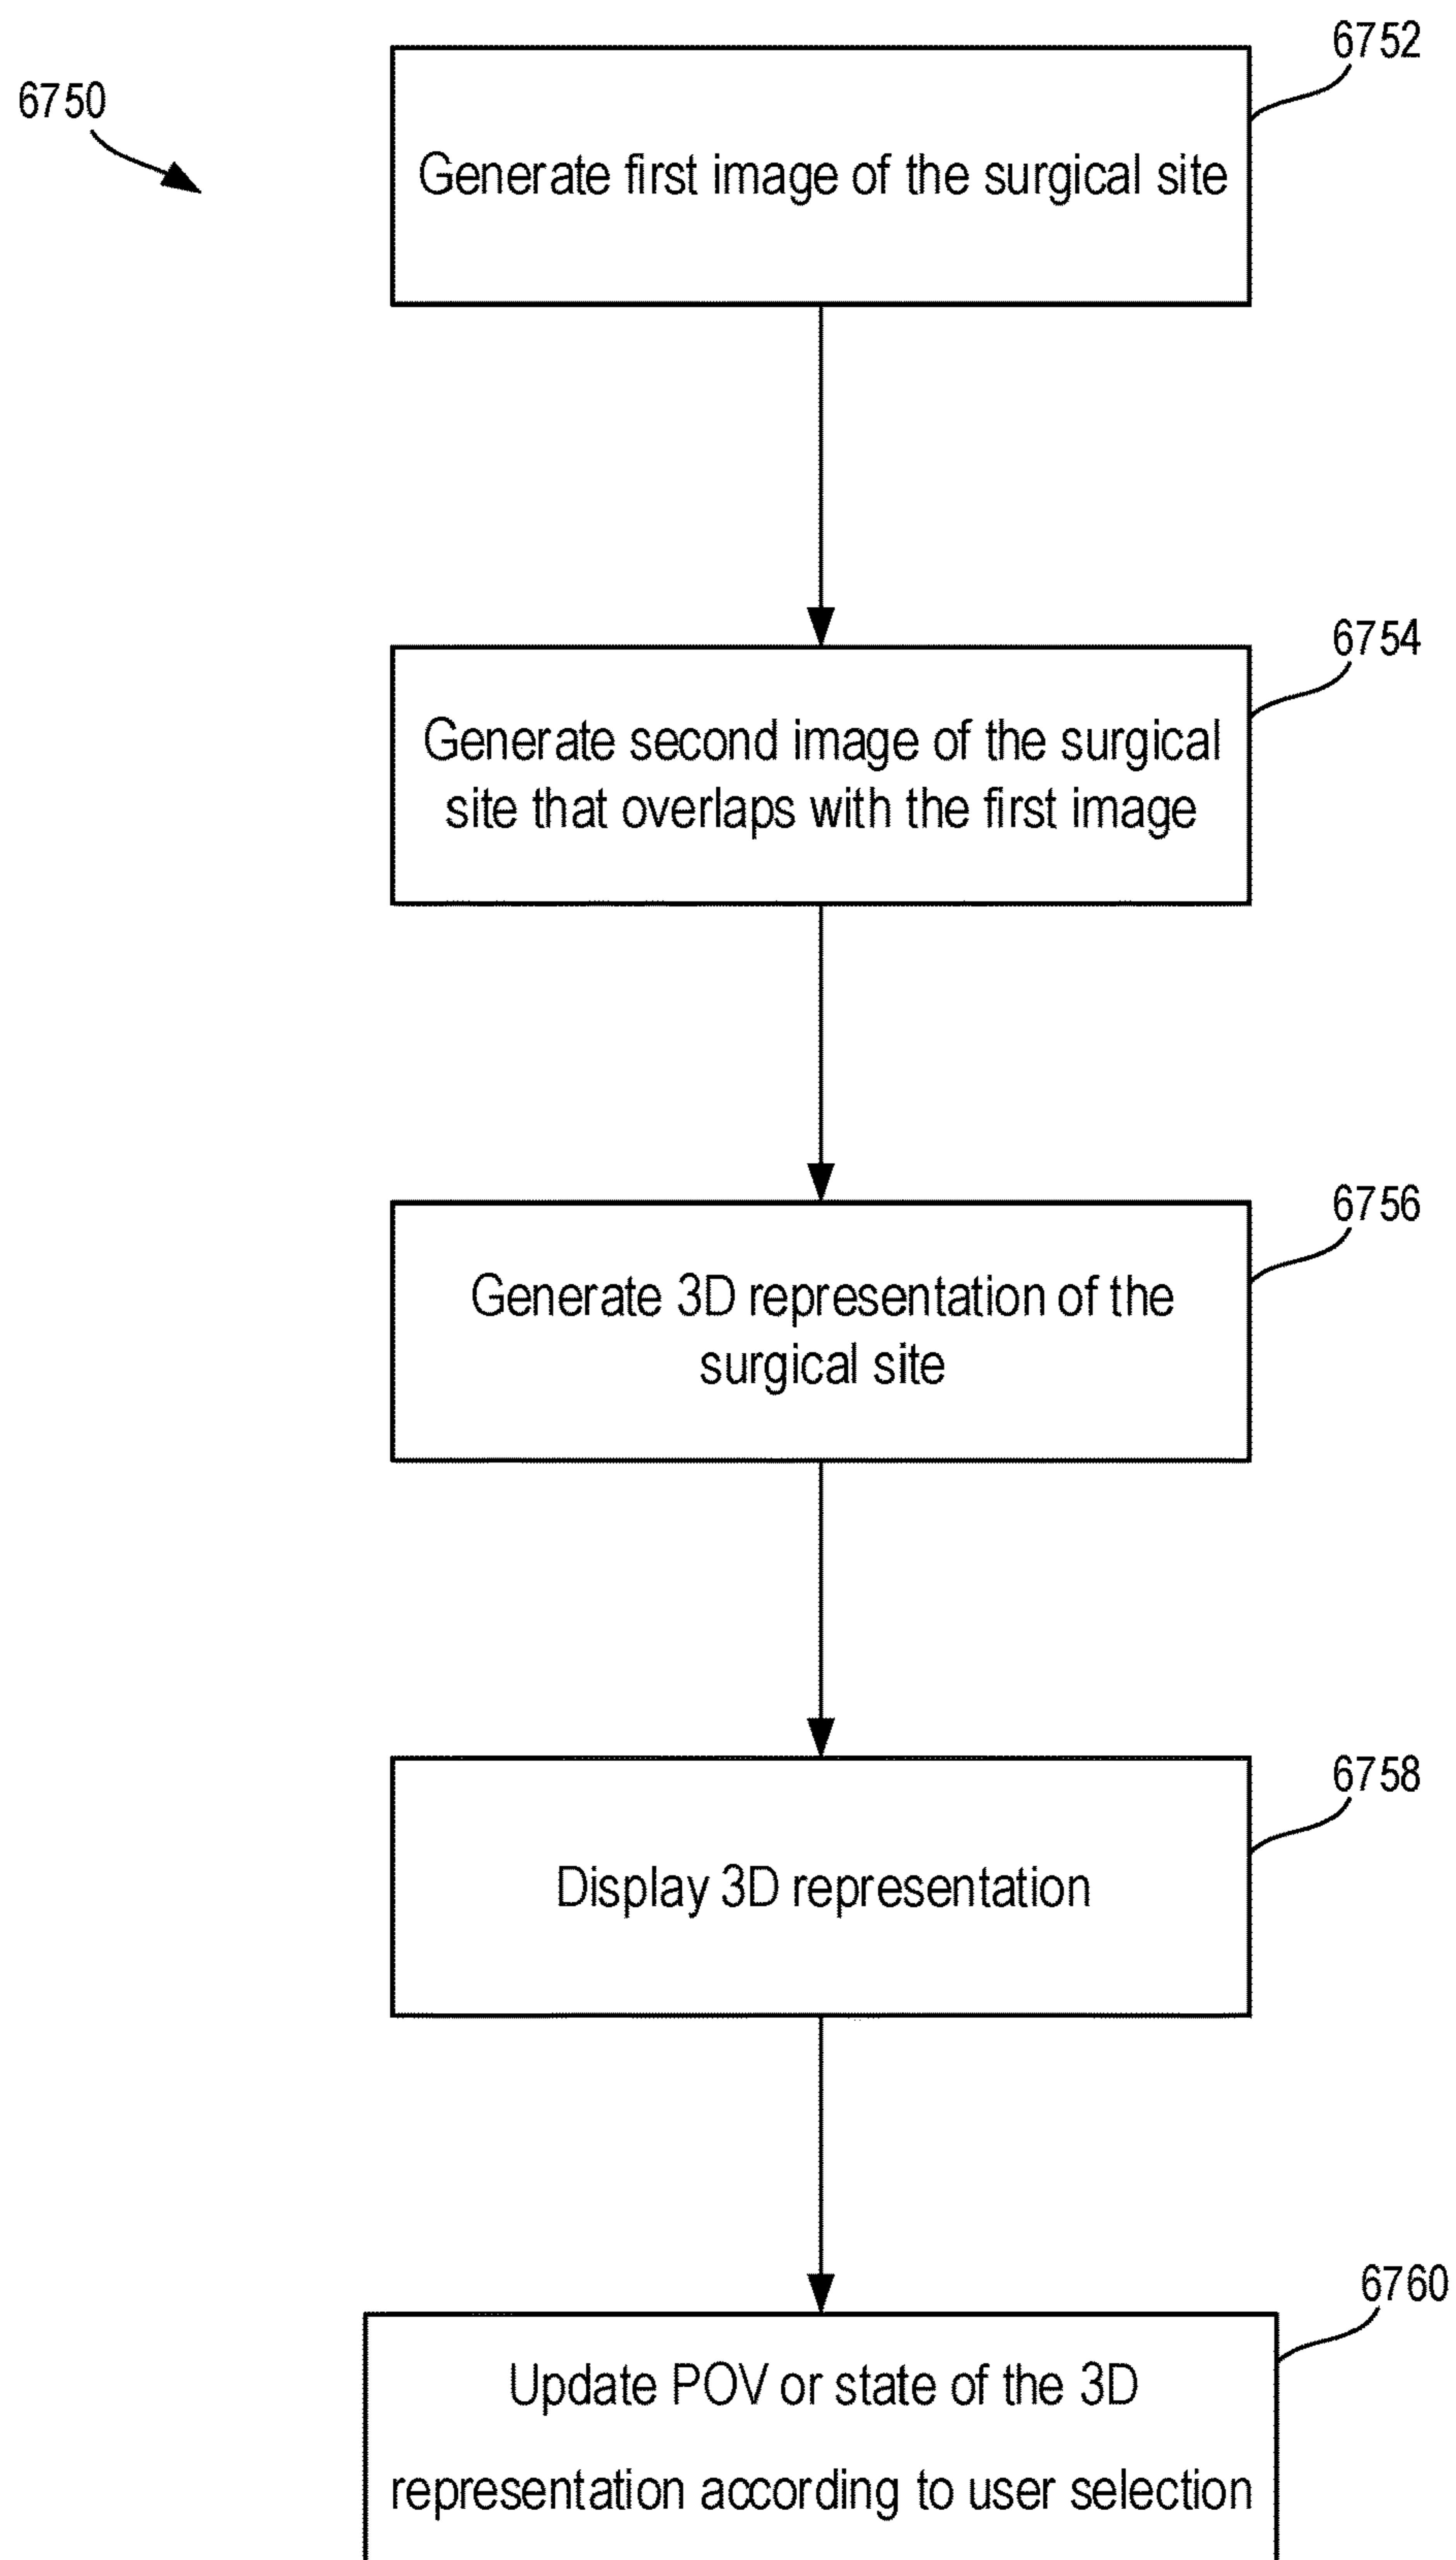 6752
6750
Generate first image of the surgical site
6754
Generate second image of the surgical
site that overlaps with the first image
6756
Generate 3D representation of the
surgical site
6758
Display 3D representation
6760
Update POV or state of the 3D
representation according to user selection